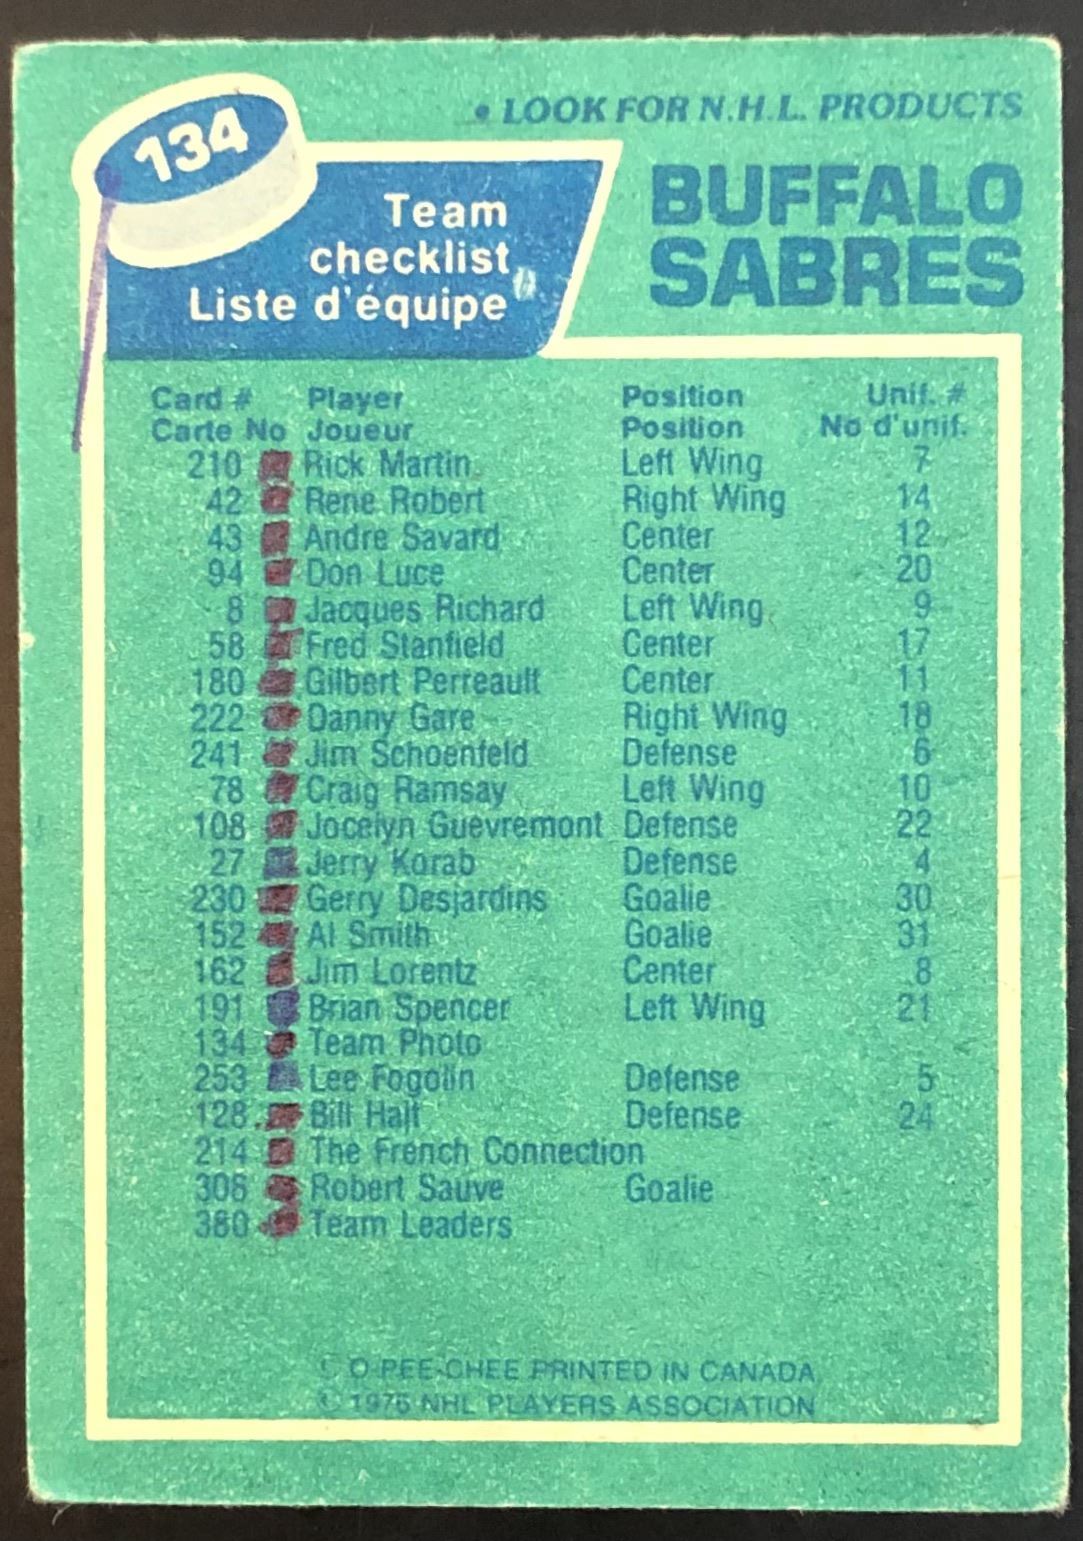 134
• LOOK FOR N.H.L. PRODUCTS
Team
checklist
Liste d'équipe
BUFFALO
SABRES
Card # Player Position Unif. #
Carte No Joueur Position No d'unif.
210 Rick Martin Left Wing 7
42 Rene Robert Right Wing 14
43 Andre Savard Center 12
94 Don Luce Center 20
8 Jacques Richard Left Wing 9
58 Fred Stanfield Center 17
180 Gilbert Perreault Center 11
222 Danny Gare Right Wing 18
241 Jim Schoenfeld Defense 6
78 Craig Ramsay Left Wing 10
108 Jocelyn Guevremont Defense 22
27 Jerry Korab Defense 4
230 Gerry Desjardins Goalie 30
152 Al Smith Goalie 31
162 Jim Lorentz Center 8
191 Brian Spencer Left Wing 21
134 Team Photo
253 Lee Fogolin Defense 5
128 Bill Hajt Defense 24
214 The French Connection
308 Robert Sauve Goalie
380 Team Leaders
© O-PEE-CHEE PRINTED IN CANADA
© 1976 NHL PLAYERS ASSOCIATION